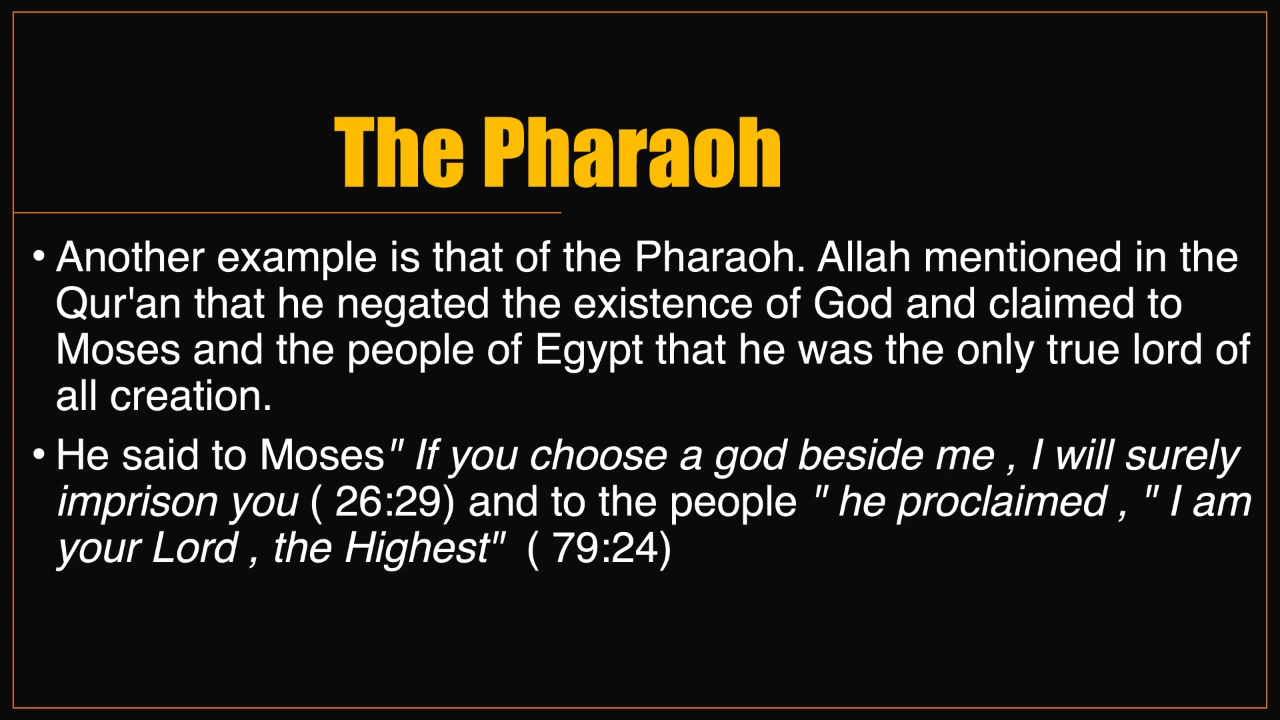 The Pharaoh
• Another example is that of the Pharaoh. Allah mentioned in the
Qur'an that he negated the existence of God and claimed to
Moses and the people of Egypt that he was the only true lord of
all creation.
• He said to Moses" If you choose a god beside me , I will surely
imprison you ( 26:29) and to the people " he proclaimed , " I am
your Lord , the Highest"  ( 79:24)